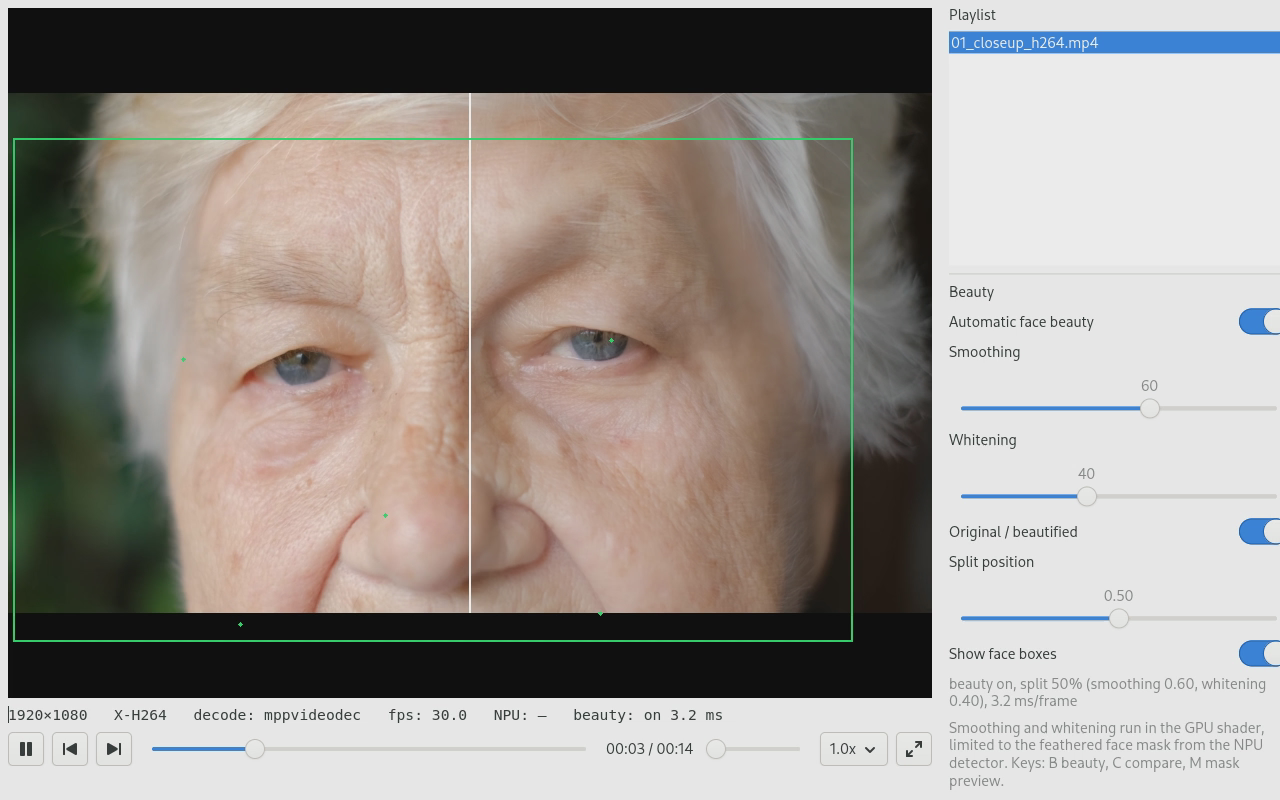 Playlist
01_closeup_h264.mp4
Beauty
Automatic face beauty
Smoothing
60
Whitening
40
Original / beautified
Split position
0.50
Show face boxes
beauty on, split 50% (smoothing 0.60, whitening
0.40), 3.2 ms/frame
Smoothing and whitening run in the GPU shader,
limited to the feathered face mask from the NPU
detector. Keys: B beauty, C compare, M mask
preview.
1920×1080 X-H264 decode: mppvideodec fps: 30.0 NPU: — beauty: on 3.2 ms
00:03 / 00:14
1.0x